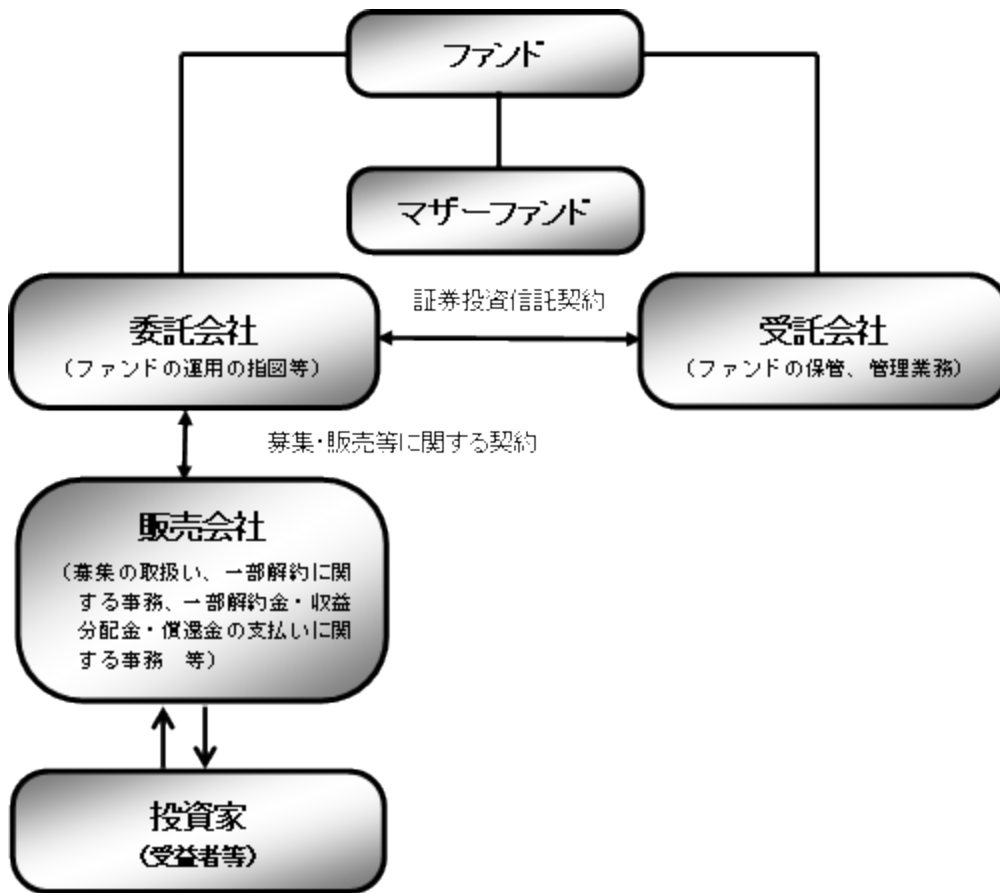 ファンド
マザーファンド
証券投資信託契約
委託会社
（ファンドの運用の指図等）
受託会社
（ファンドの保管、管理業務）
募集・販売等に関する契約
販売会社
（募集の取扱い、一部解約に関
する事務、一部解約金・収益
分配金・償還金の支払いに関
する事務　等）
投資家
（受益者等）